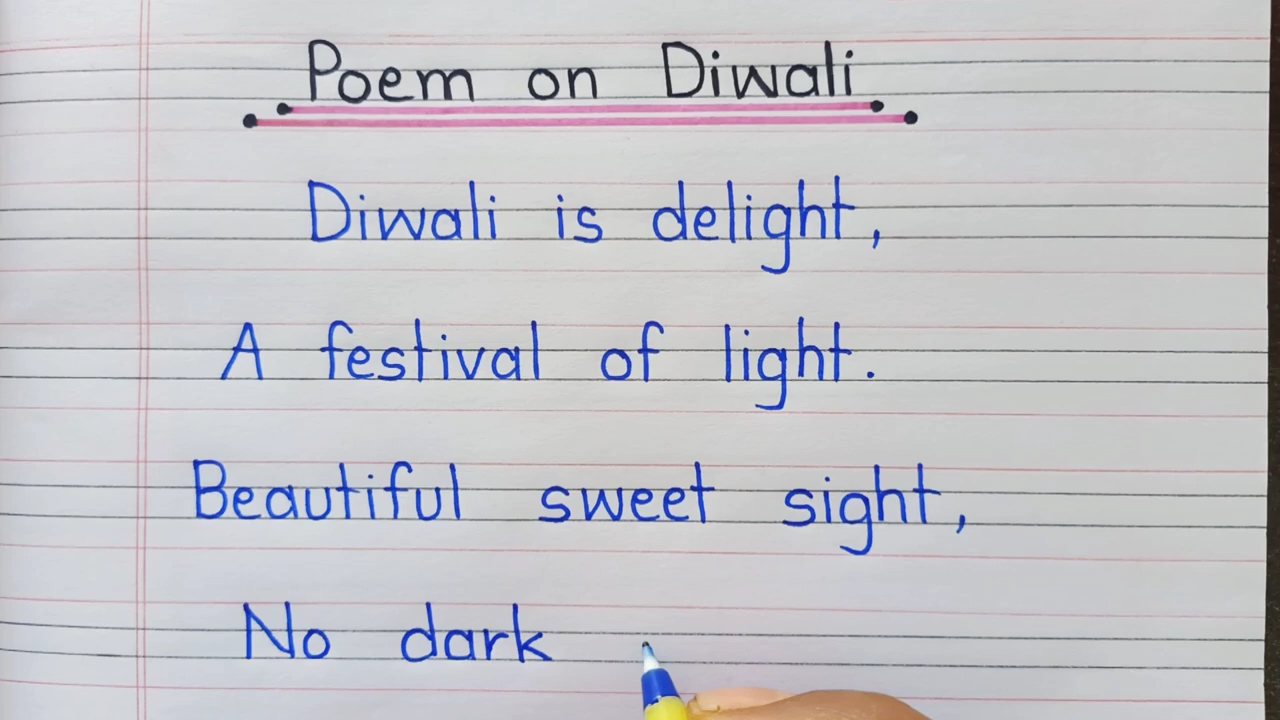 Poem on Diwali
Diwali is delight,
A festival of light.
Beautiful sweet sight,
No dark